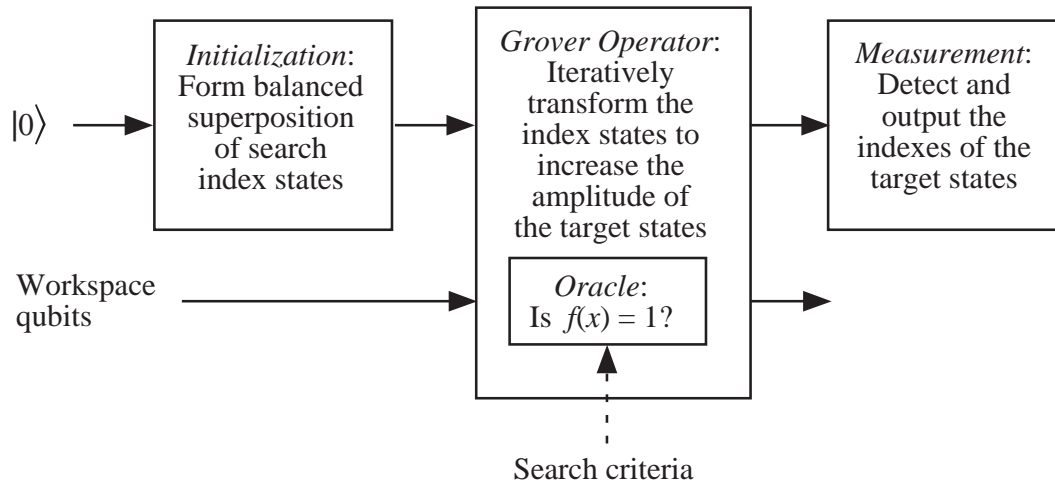 |0⟩
Initialization:
Form balanced
superposition
of search
index states
Grover Operator:
Iteratively
transform the
index states to
increase the
amplitude of
the target states
Measurement:
Detect and
output the
indexes of the
target states
Workspace
qubits
Oracle:
Is f(x) = 1?
Search criteria